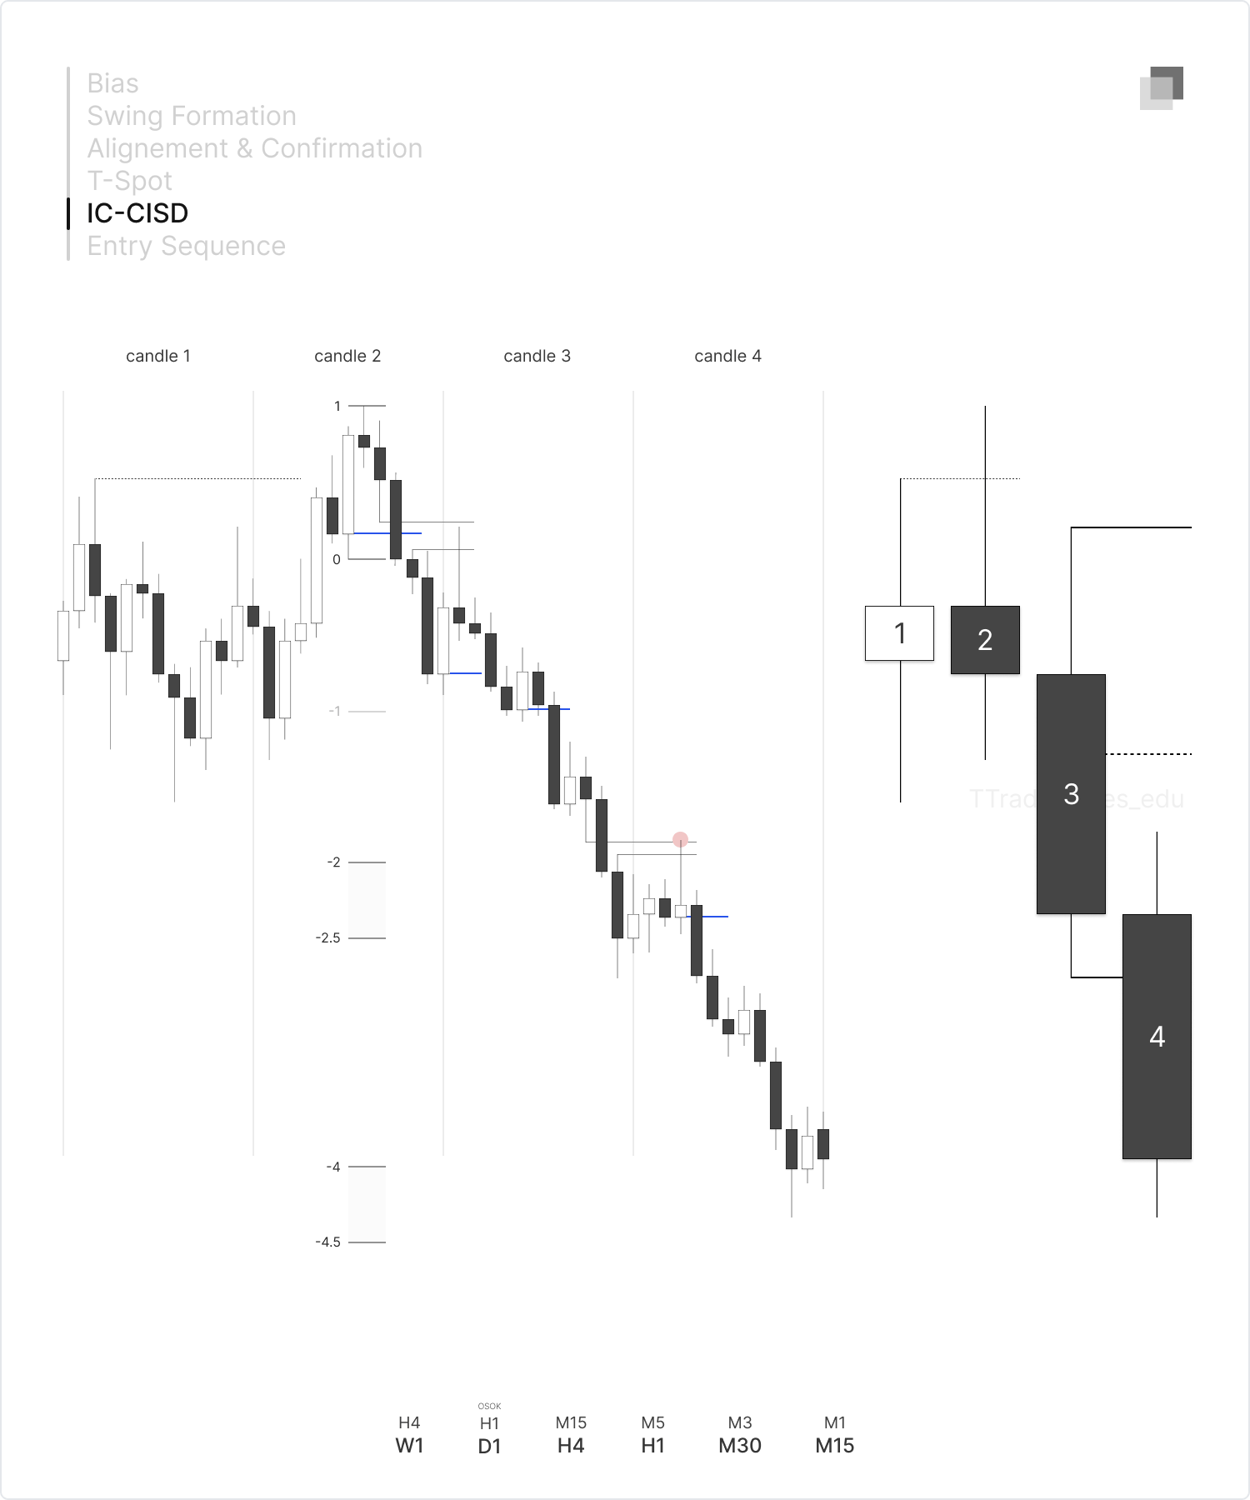 Bias
Swing Formation
Alignement & Confirmation
T-Spot
IC-CISD
Entry Sequence
candle 1 candle 2 candle 3 candle 4
1
0
-1
-2
-2.5
-4
-4.5
1
2
3
4
TTrad es_edu
OSOK
H4 H1 M15 M5 M3 M1
W1 D1 H4 H1 M30 M15